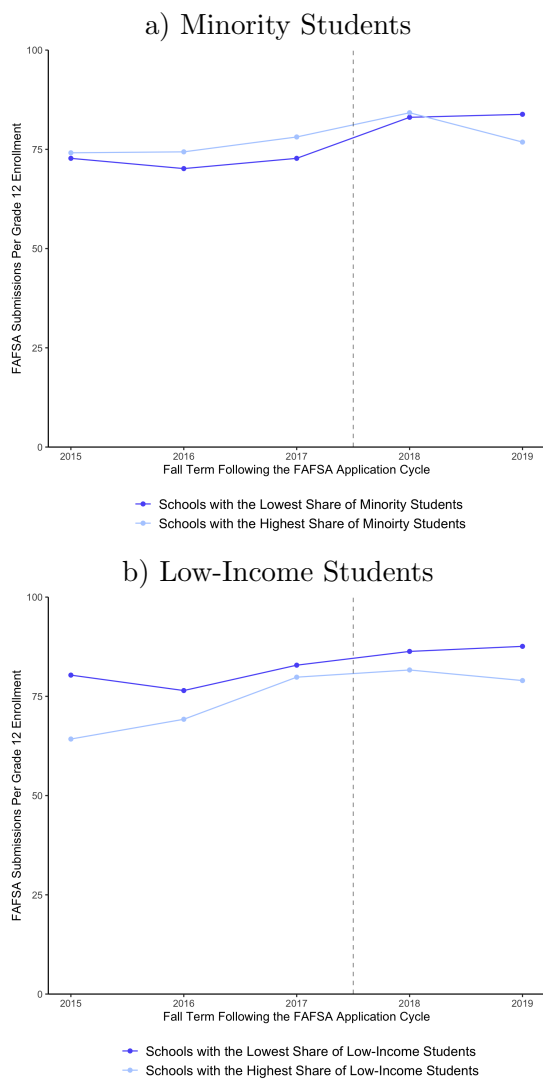 a) Minority Students
100
75
50
25
0
FAFSA Submissions Per Grade 12 Enrollment
2015 2016 2017 2018 2019
Fall Term Following the FAFSA Application Cycle
Schools with the Lowest Share of Minority Students
Schools with the Highest Share of Minoirty Students
b) Low-Income Students
100
75
50
25
0
FAFSA Submissions Per Grade 12 Enrollment
2015 2016 2017 2018 2019
Fall Term Following the FAFSA Application Cycle
Schools with the Lowest Share of Low-Income Students
Schools with the Highest Share of Low-Income Students